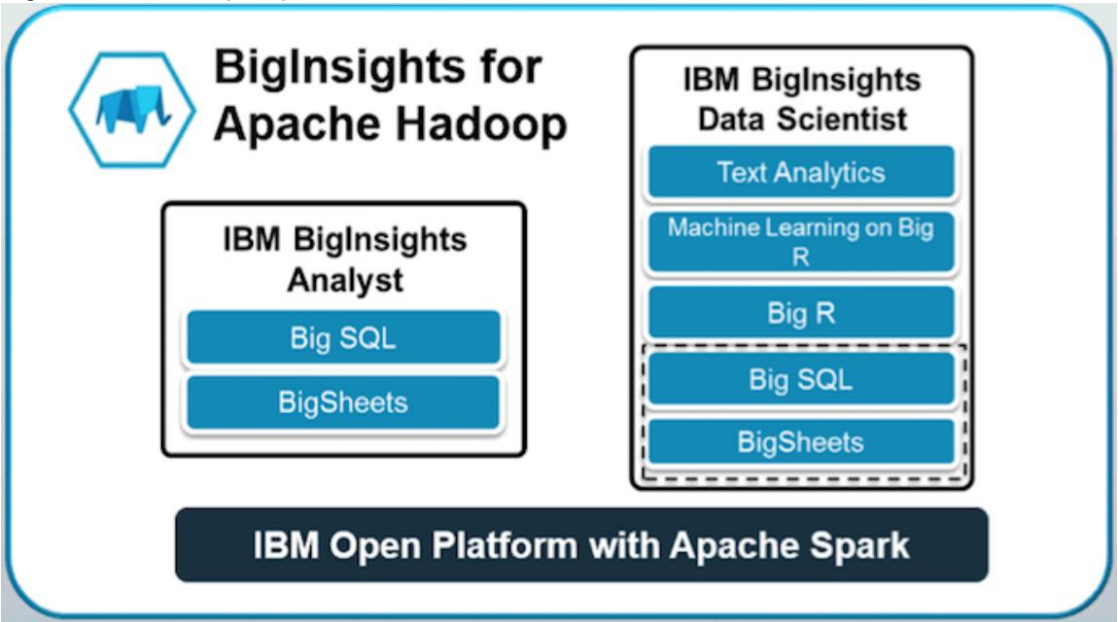 BigInsights for
Apache Hadoop
IBM BigInsights
Analyst
Big SQL
BigSheets
IBM BigInsights
Data Scientist
Text Analytics
Machine Learning on Big
R
Big R
Big SQL
BigSheets
IBM Open Platform with Apache Spark